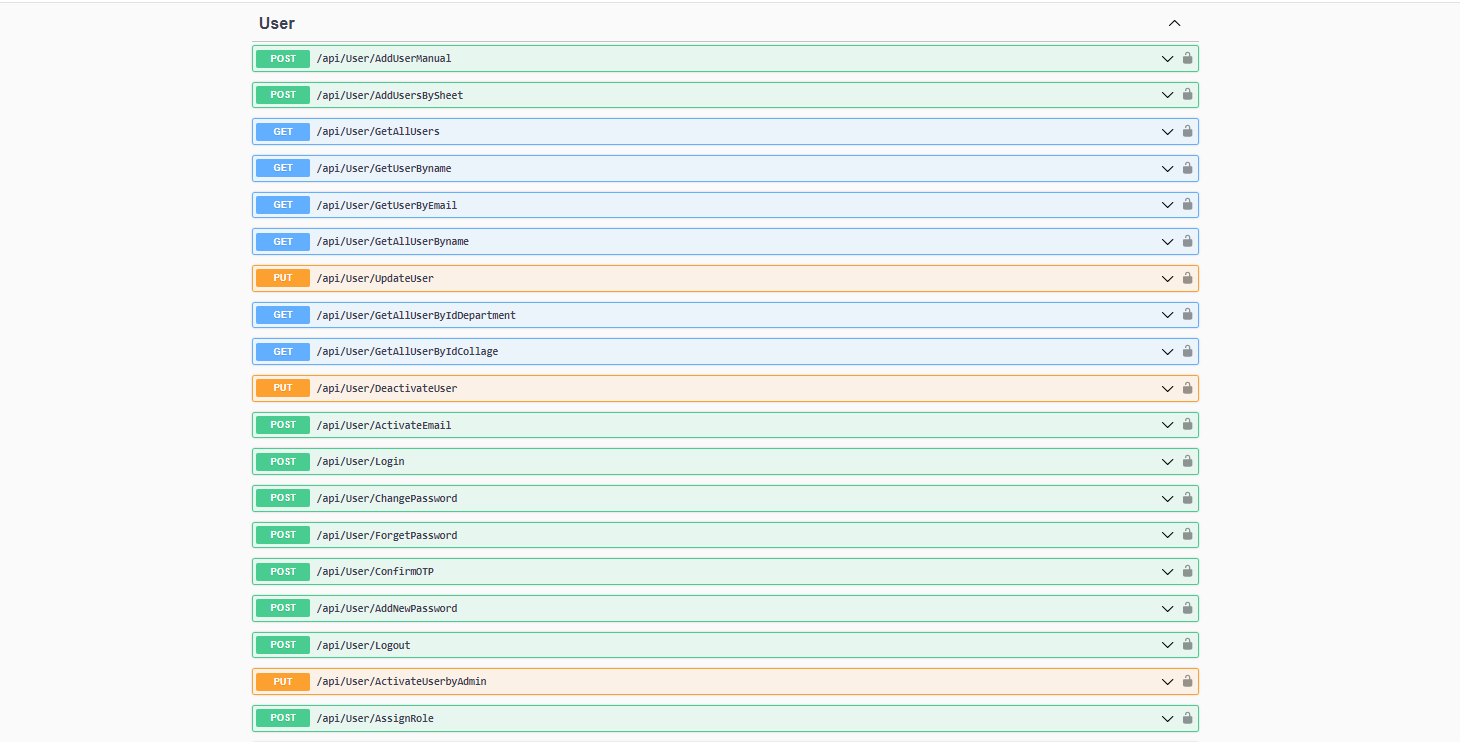 User
POST /api/User/AddUserManual
POST /api/User/AddUsersBySheet
GET /api/User/GetAllUsers
GET /api/User/GetUserByname
GET /api/User/GetUserByEmail
GET /api/User/GetAllUserByname
PUT /api/User/UpdateUser
GET /api/User/GetAllUserByIdDepartment
GET /api/User/GetAllUserByIdCollage
PUT /api/User/DeactivateUser
POST /api/User/ActivateEmail
POST /api/User/Login
POST /api/User/ChangePassword
POST /api/User/ForgetPassword
POST /api/User/ConfirmOTP
POST /api/User/AddNewPassword
POST /api/User/Logout
PUT /api/User/ActivateUserbyAdmin
POST /api/User/AssignRole